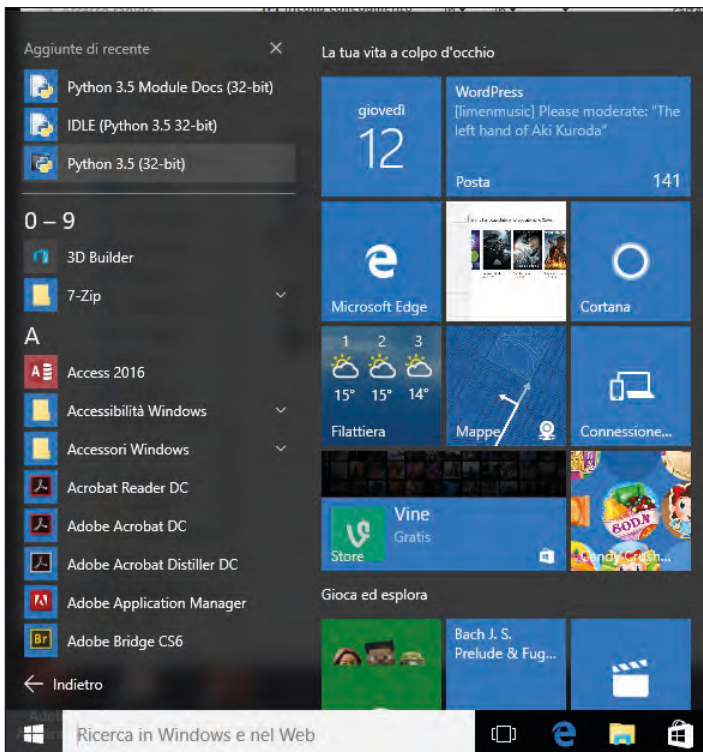 Aggiunte di recente
Python 3.5 Module Docs (32-bit)
IDLE (Python 3.5 32-bit)
Python 3.5 (32-bit)
0 – 9
3D Builder
7-Zip
A
Access 2016
Accessibilità Windows
Accessori Windows
Acrobat Reader DC
Adobe Acrobat DC
Adobe Acrobat Distiller DC
Adobe Application Manager
Br
Adobe Bridge CS6
Indietro
La tua vita a colpo d'occhio
giovedì
12
WordPress
[limenmusic] Please moderate: "The
left hand of Aki Kuroda"
Posta
141
Microsoft Edge
Cortana
1 2 3
15° 15° 14°
Filattiera
Mappe
Connessione...
Vine
Gratis
Store
SODA
Candy Crush...
Gioca ed esplora
Bach J. S.
Prelude & Fug...
Ricerca in Windows e nel Web